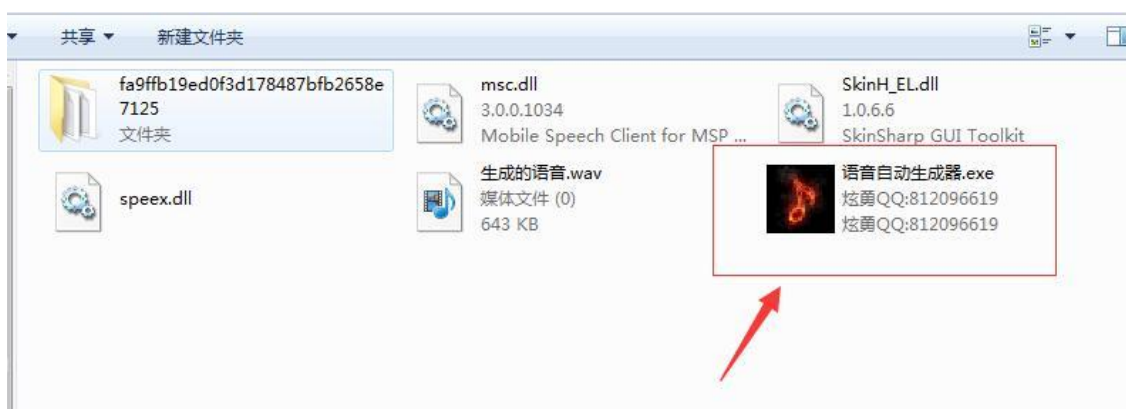 共享
新建文件夹
fa9ffb19ed0f3d178487bfb2658e
7125
文件夹
msc.dll
3.0.0.1034
Mobile Speech Client for MSP ...
SkinH_EL.dll
1.0.6.6
SkinSharp GUI Toolkit
speex.dll
生成的语音.wav
媒体文件 (0)
643 KB
语音自动生成器.exe
炫勇QQ:812096619
炫勇QQ:812096619